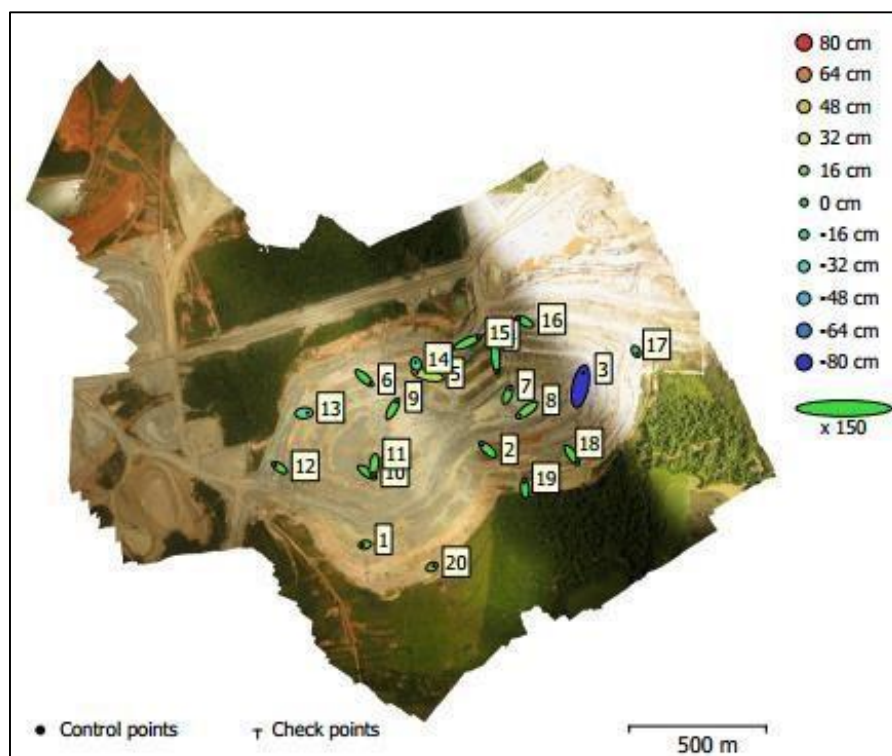 80 cm
64 cm
48 cm
32 cm
16 cm
0 cm
-16 cm
-32 cm
-48 cm
-64 cm
-80 cm
x 150
16
15
17
14
3
5
6
7
9
8
13
2
18
11
12
10
19
1
20
Control points
Check points
500 m